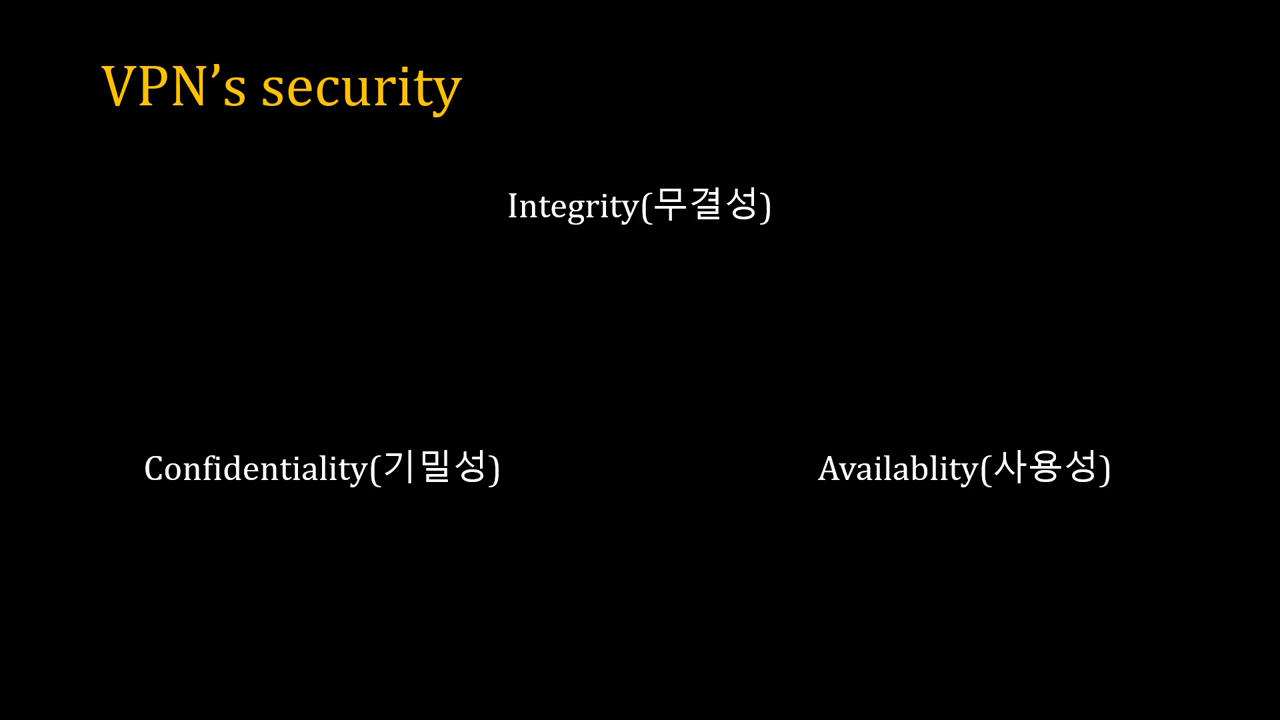 VPN’s security
Integrity(무결성)
Confidentiality(기밀성)
Availablity(사용성)